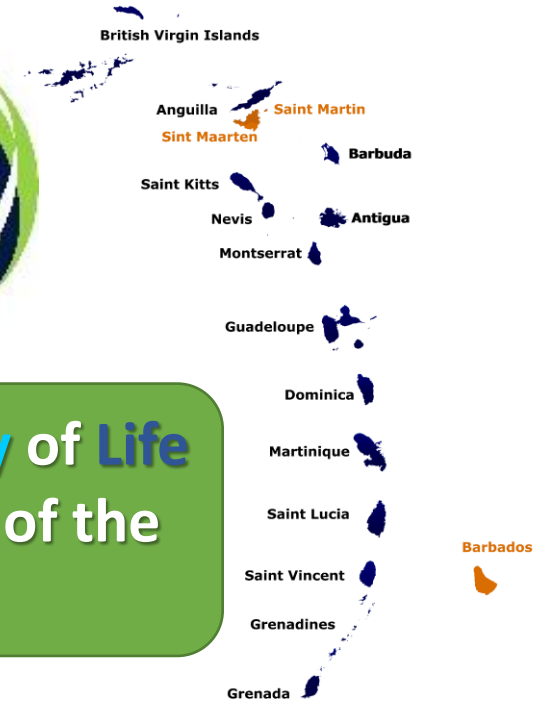 British Virgin Islands
Anguilla
Saint Martin
Sint Maarten
Barbuda
Saint Kitts
Nevis
Antigua
Montserrat
Guadeloupe
Dominica
Martinique
of Life
of the
Saint Lucia
Barbados
Saint Vincent
Grenadines
Grenada